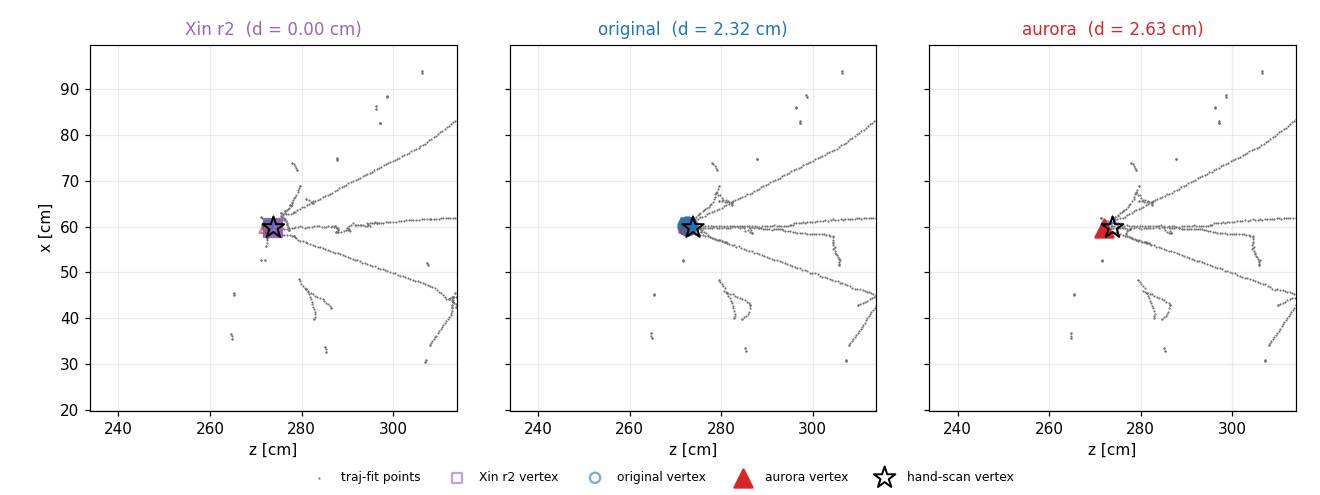 Xin r2  (d = 0.00 cm)
original  (d = 2.32 cm)
aurora  (d = 2.63 cm)
x [cm]
90
80
70
60
50
40
30
20
240 260 280 300
240 260 280 300
240 260 280 300
z [cm]
z [cm]
z [cm]
traj-fit points
Xin r2 vertex
original vertex
aurora vertex
hand-scan vertex